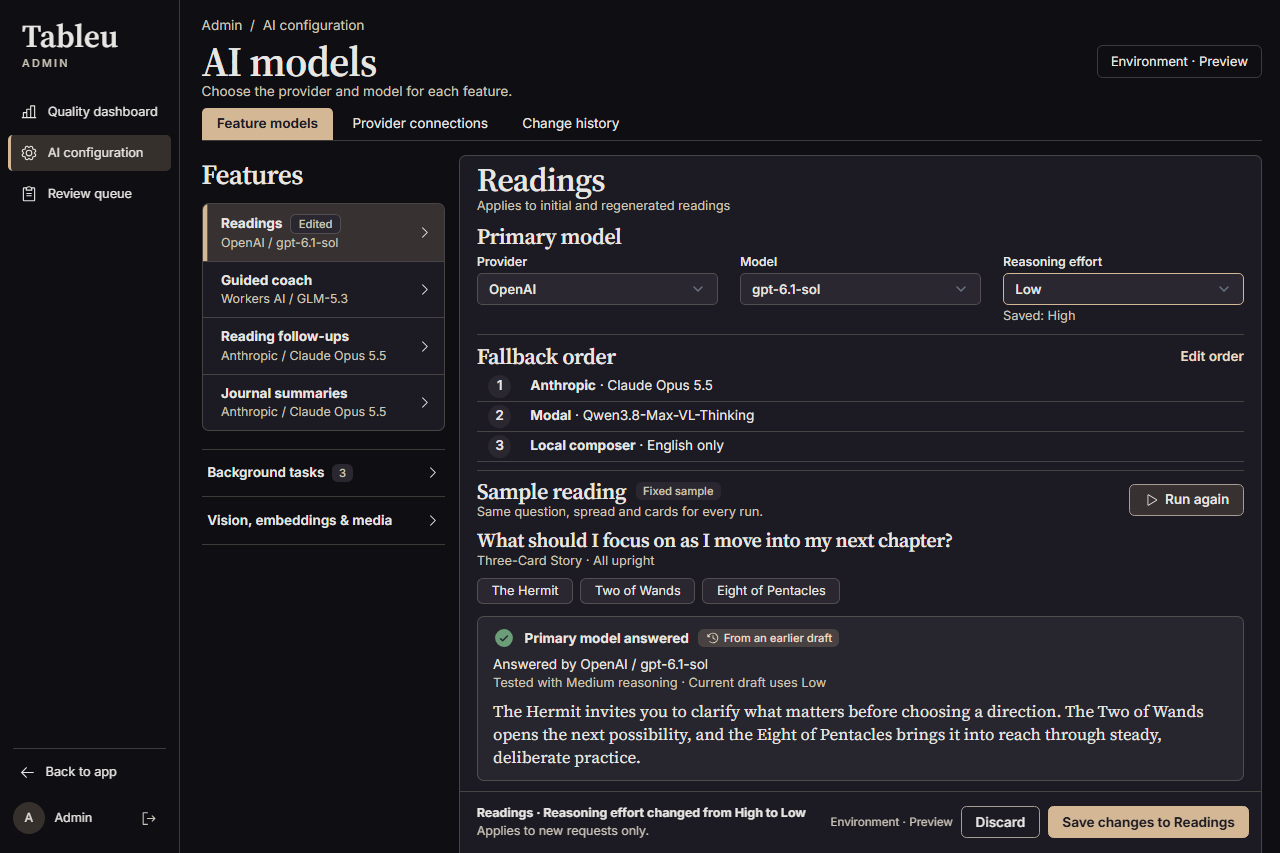 Tableu
ADMIN
Quality dashboard
AI configuration
Review queue
Back to app
A Admin
Admin / AI configuration
AI models
Choose the provider and model for each feature.
Environment · Preview
Feature models Provider connections Change history
Features
Readings Edited
OpenAI / gpt-6.1-sol
Guided coach
Workers AI / GLM-5.3
Reading follow-ups
Anthropic / Claude Opus 5.5
Journal summaries
Anthropic / Claude Opus 5.5
Background tasks 3
Vision, embeddings & media
Readings
Applies to initial and regenerated readings
Primary model
Provider Model Reasoning effort
OpenAI gpt-6.1-sol Low
Saved: High
Fallback order Edit order
1 Anthropic · Claude Opus 5.5
2 Modal · Qwen3.8-Max-VL-Thinking
3 Local composer · English only
Sample reading Fixed sample
Same question, spread and cards for every run.
Run again
What should I focus on as I move into my next chapter?
Three-Card Story · All upright
The Hermit Two of Wands Eight of Pentacles
Primary model answered From an earlier draft
Answered by OpenAI / gpt-6.1-sol
Tested with Medium reasoning · Current draft uses Low
The Hermit invites you to clarify what matters before choosing a direction. The Two of Wands
opens the next possibility, and the Eight of Pentacles brings it into reach through steady,
deliberate practice.
Readings · Reasoning effort changed from High to Low
Applies to new requests only.
Environment · Preview Discard Save changes to Readings